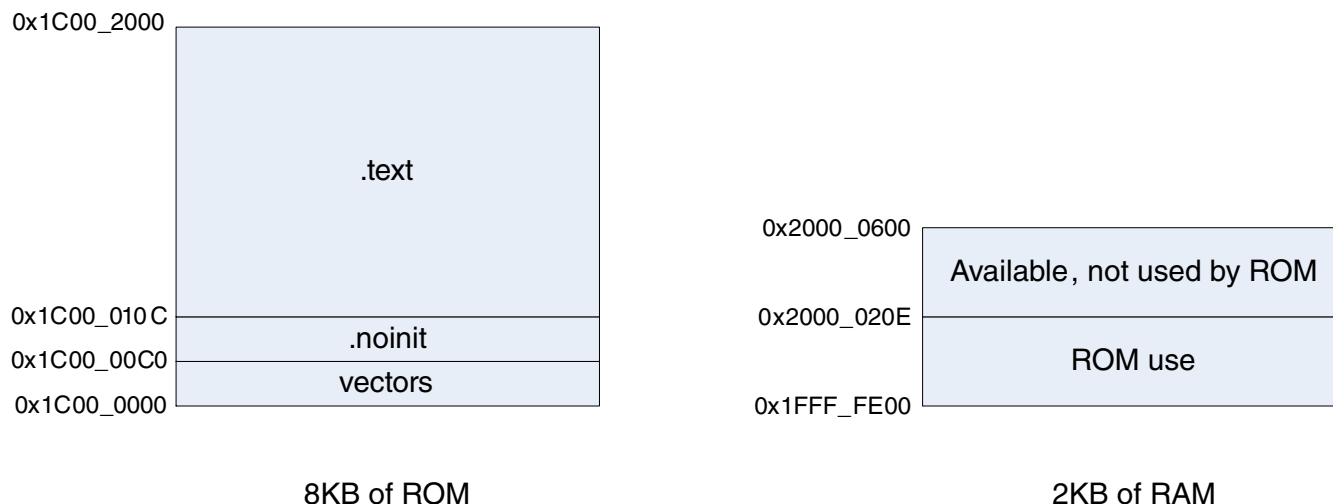 0x1C00_2000
.text
0x1C00_010C
.noinit
0x1C00_00C0
vectors
0x1C00_0000
8KB of ROM
0x2000_0600
Available, not used by ROM
0x2000_020E
ROM use
0x1FFF_FE00
2KB of RAM